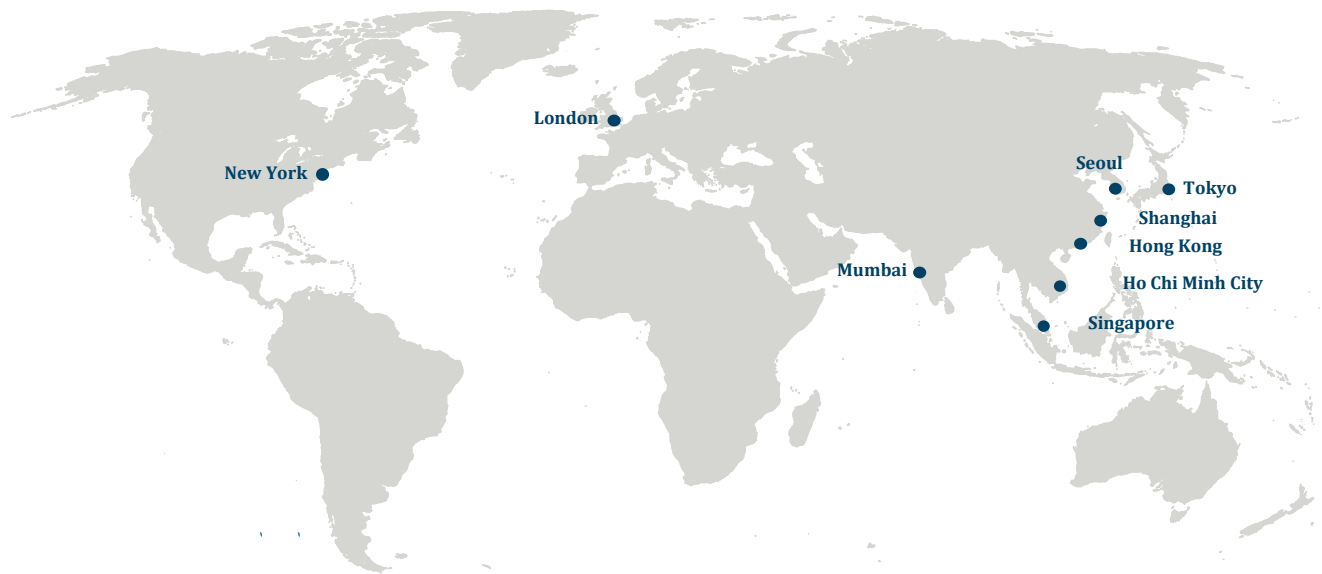 London
Seoul
New York
Tokyo
Shanghai
Hong Kong
Mumbai
Ho Chi Minh City
Singapore